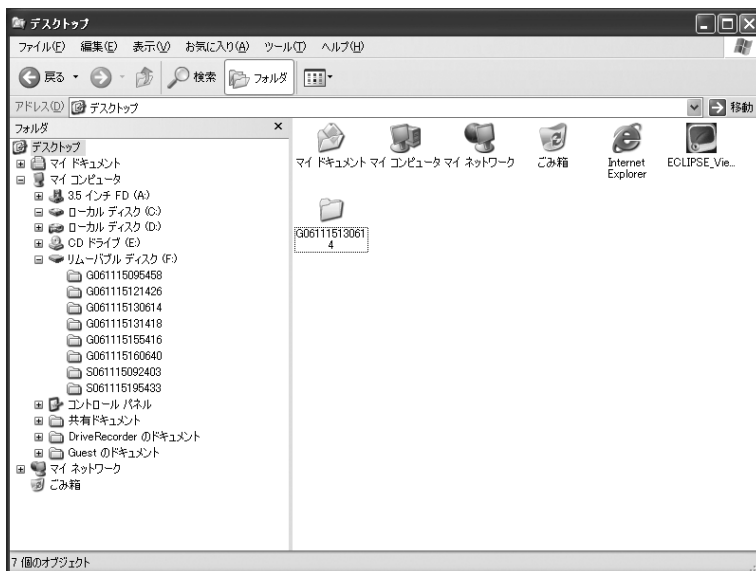 デスクトップ
ファイル(F) 編集(E) 表示(V) お気に入り(A) ツール(T) ヘルプ(H)
戻る 検索 フォルダ
アドレス(D) デスクトップ 移動
フォルダ ×
デスクトップ
マイ ドキュメント
マイ コンピュータ
3.5 インチ FD (A:)
ローカル ディスク (C:)
ローカル ディスク (D:)
CD ドライブ (E:)
リムーバブル ディスク (F:)
G061115095458
G061115121426
G061115130614
G061115131418
G061115155416
G061115160640
S061115092403
S061115195433
コントロール パネル
共有ドキュメント
DriveRecorder のドキュメント
Guest のドキュメント
マイ ネットワーク
ごみ箱
マイ ドキュメント マイ コンピュータ マイ ネットワーク ごみ箱 Internet Explorer ECLIPSE_Vie...
G06111513061
4
7 個のオブジェクト